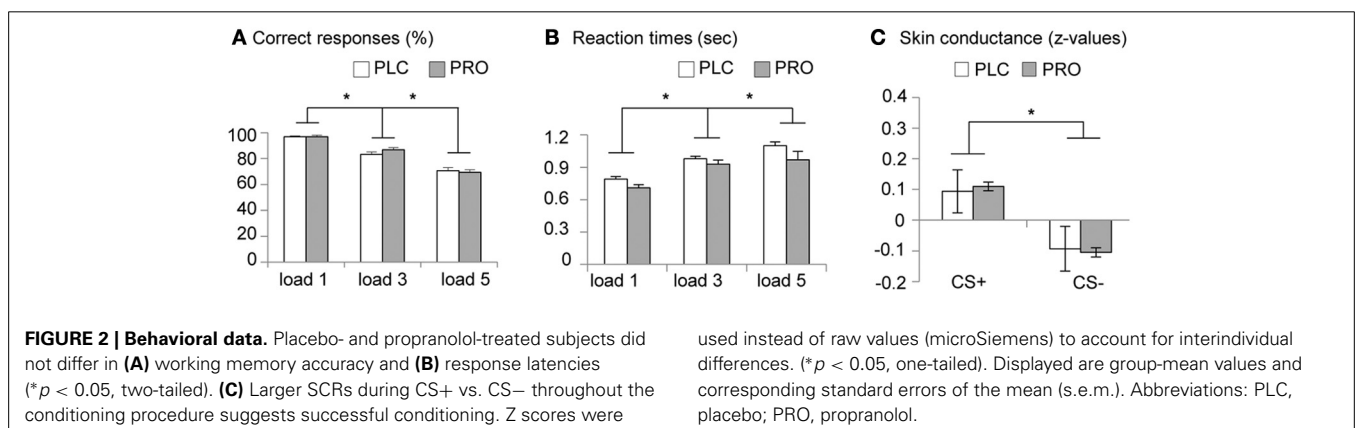 A Correct responses (%)
PLC PRO
* *
100
80
60
40
20
0
load 1 load 3 load 5
B Reaction times (sec)
PLC PRO
* *
1.2
0.9
0.6
0.3
0
load 1 load 3 load 5
C Skin conductance (z-values)
PLC PRO
*
0.4
0.3
0.2
0.1
0
-0.1
-0.2
CS+ CS-
FIGURE 2 | Behavioral data. Placebo- and propranolol-treated subjects did
not differ in (A) working memory accuracy and (B) response latencies
(*p < 0.05, two-tailed). (C) Larger SCRs during CS+ vs. CS− throughout the
conditioning procedure suggests successful conditioning. Z scores were
used instead of raw values (microSiemens) to account for interindividual
differences. (*p < 0.05, one-tailed). Displayed are group-mean values and
corresponding standard errors of the mean (s.e.m.). Abbreviations: PLC,
placebo; PRO, propranolol.